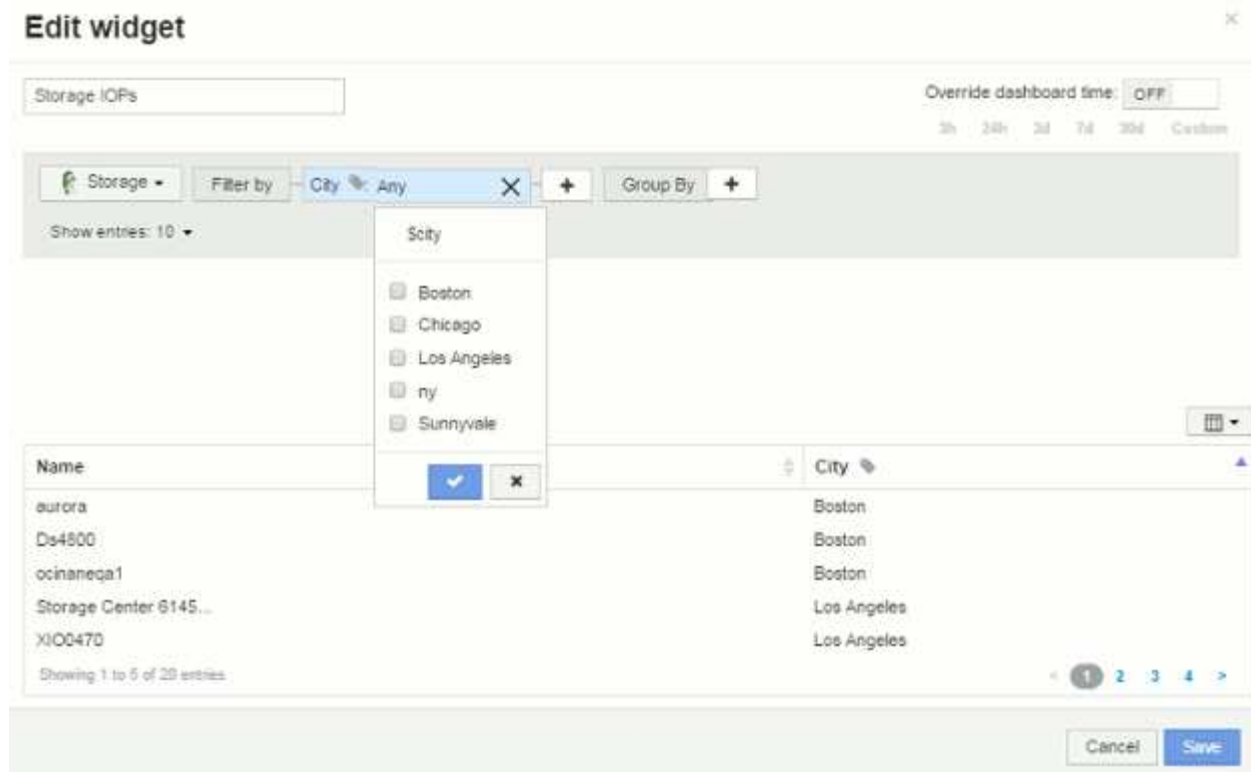 Edit widget
Storage IOPs
Override dashboard time: OFF
3h 24h 3d 7d 30d Custom
Storage Filter by City : Any Group By
Show entries: 10
$city
Boston
Chicago
Los Angeles
ny
Sunnyvale
Name City
aurora Boston
Ds4800 Boston
ocinaneqa1 Boston
Storage Center 6145... Los Angeles
XIO0470 Los Angeles
Showing 1 to 5 of 20 entries < 1 2 3 4 >
Cancel Save